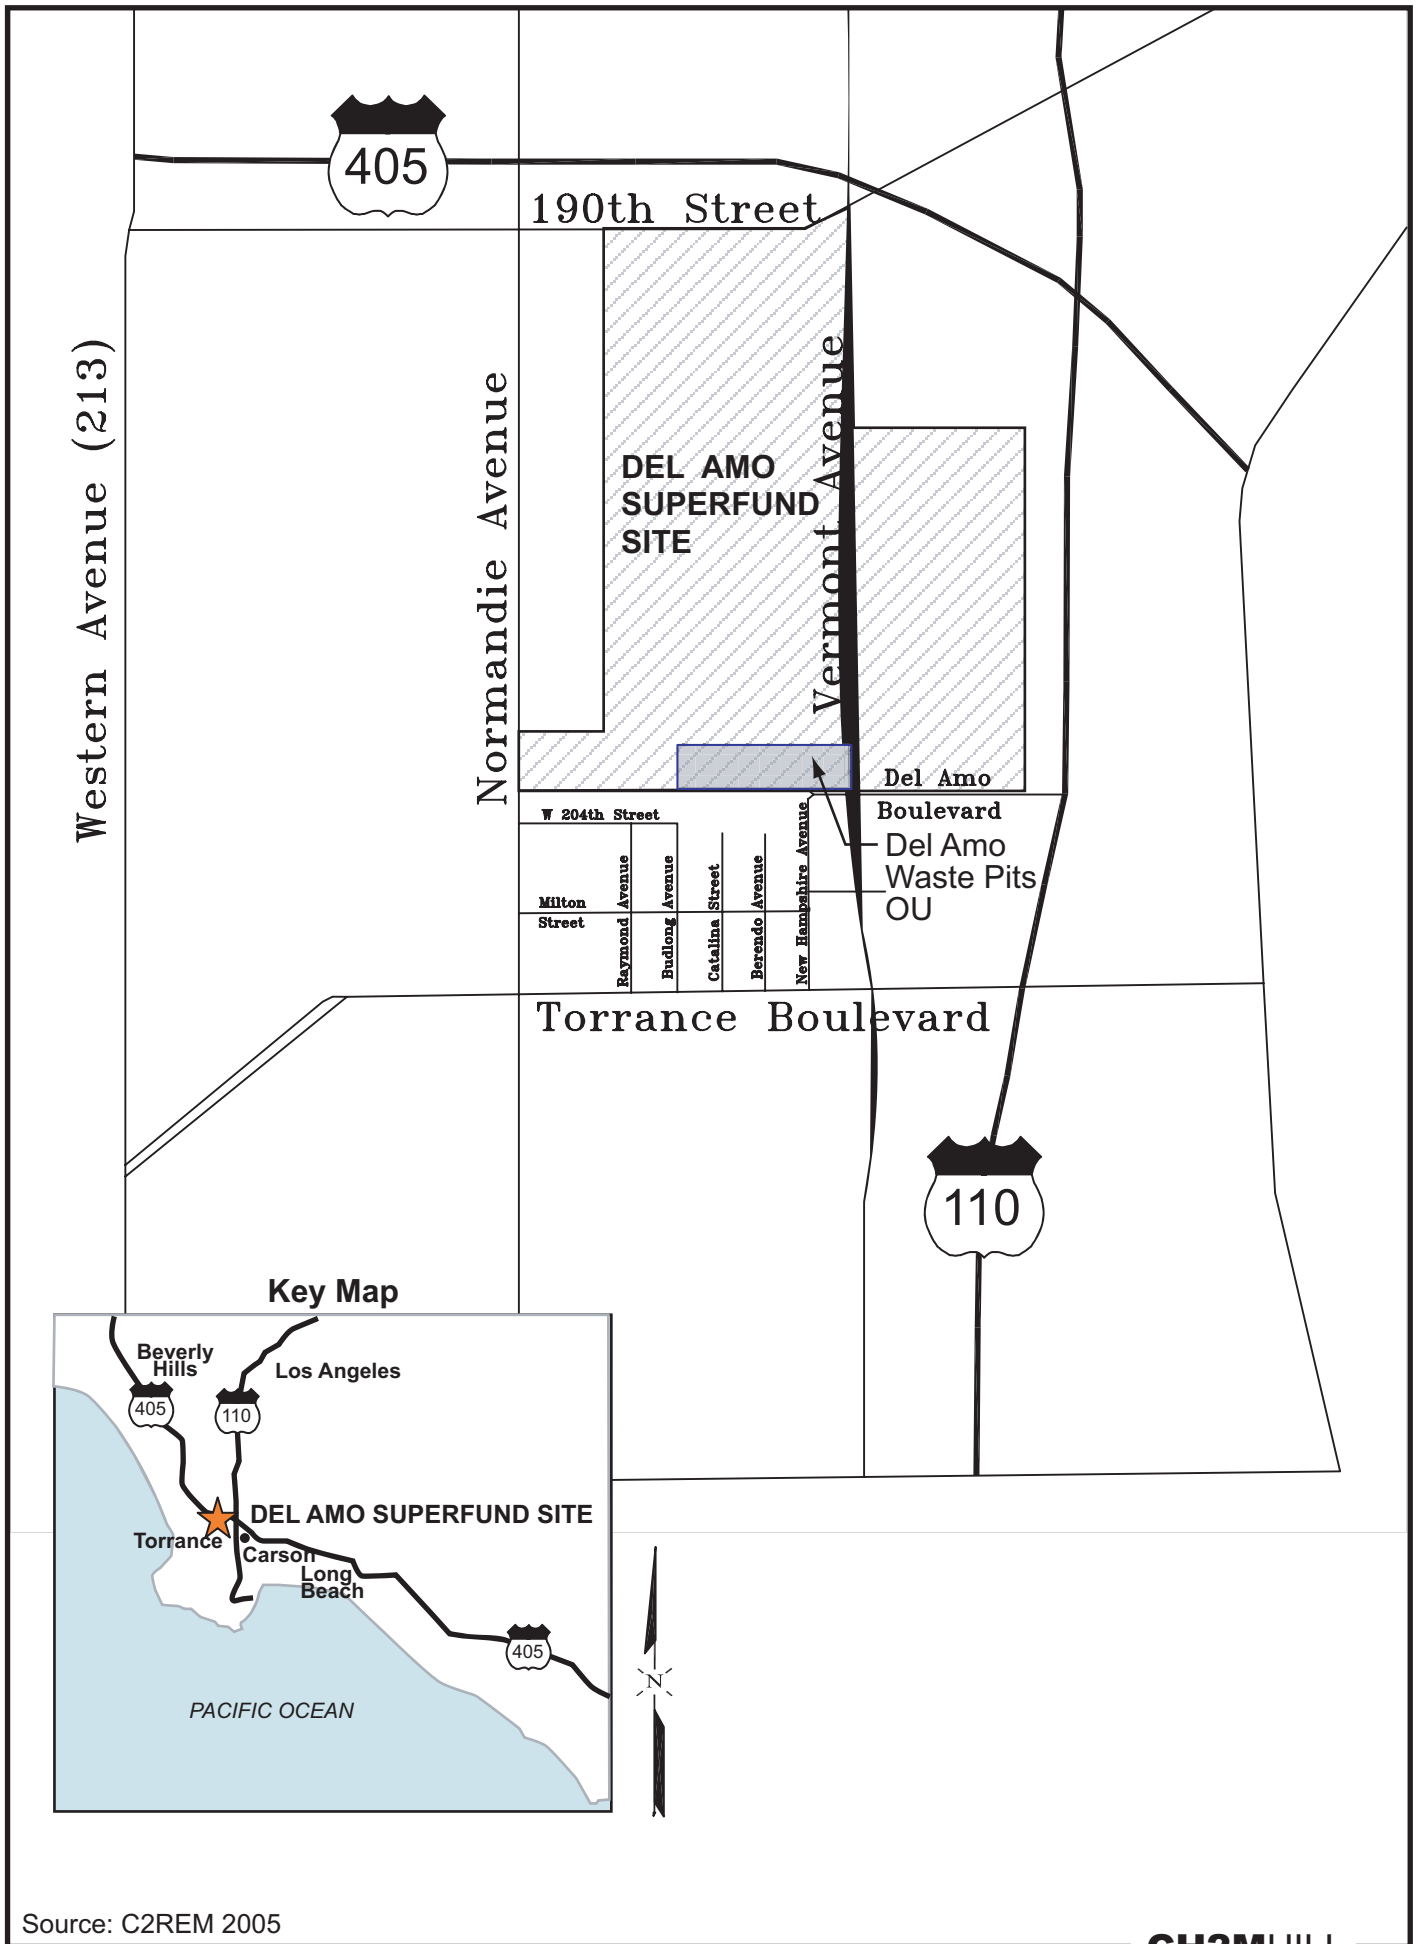 405
190th Street
Western Avenue (213)
Normandie Avenue
Vermont Avenue
DEL AMO
SUPERFUND
SITE
Del Amo
Boulevard
W 204th Street
Del Amo
Waste Pits
OU
Milton
Street
Raymond Avenue
Budlong Avenue
Catalina Street
Berendo Avenue
New Hampshire Avenue
Torrance Boulevard
110
Key Map
Beverly
Hills
Los Angeles
405
110
DEL AMO SUPERFUND SITE
Torrance
Carson
Long
Beach
405
PACIFIC OCEAN
N
Source: C2REM 2005
CH2MHILL